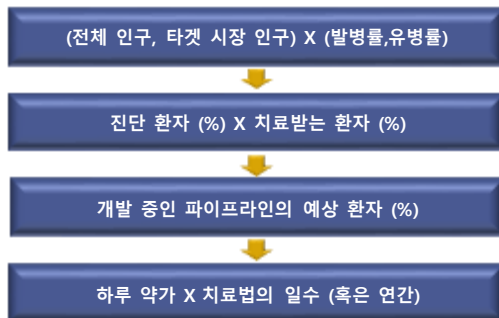 (전체 인구, 타겟 시장 인구) X (발병률,유병률)
진단 환자 (%) X 치료받는 환자 (%)
개발 중인 파이프라인의 예상 환자 (%)
하루 약가 X 치료법의 일수 (혹은 연간)